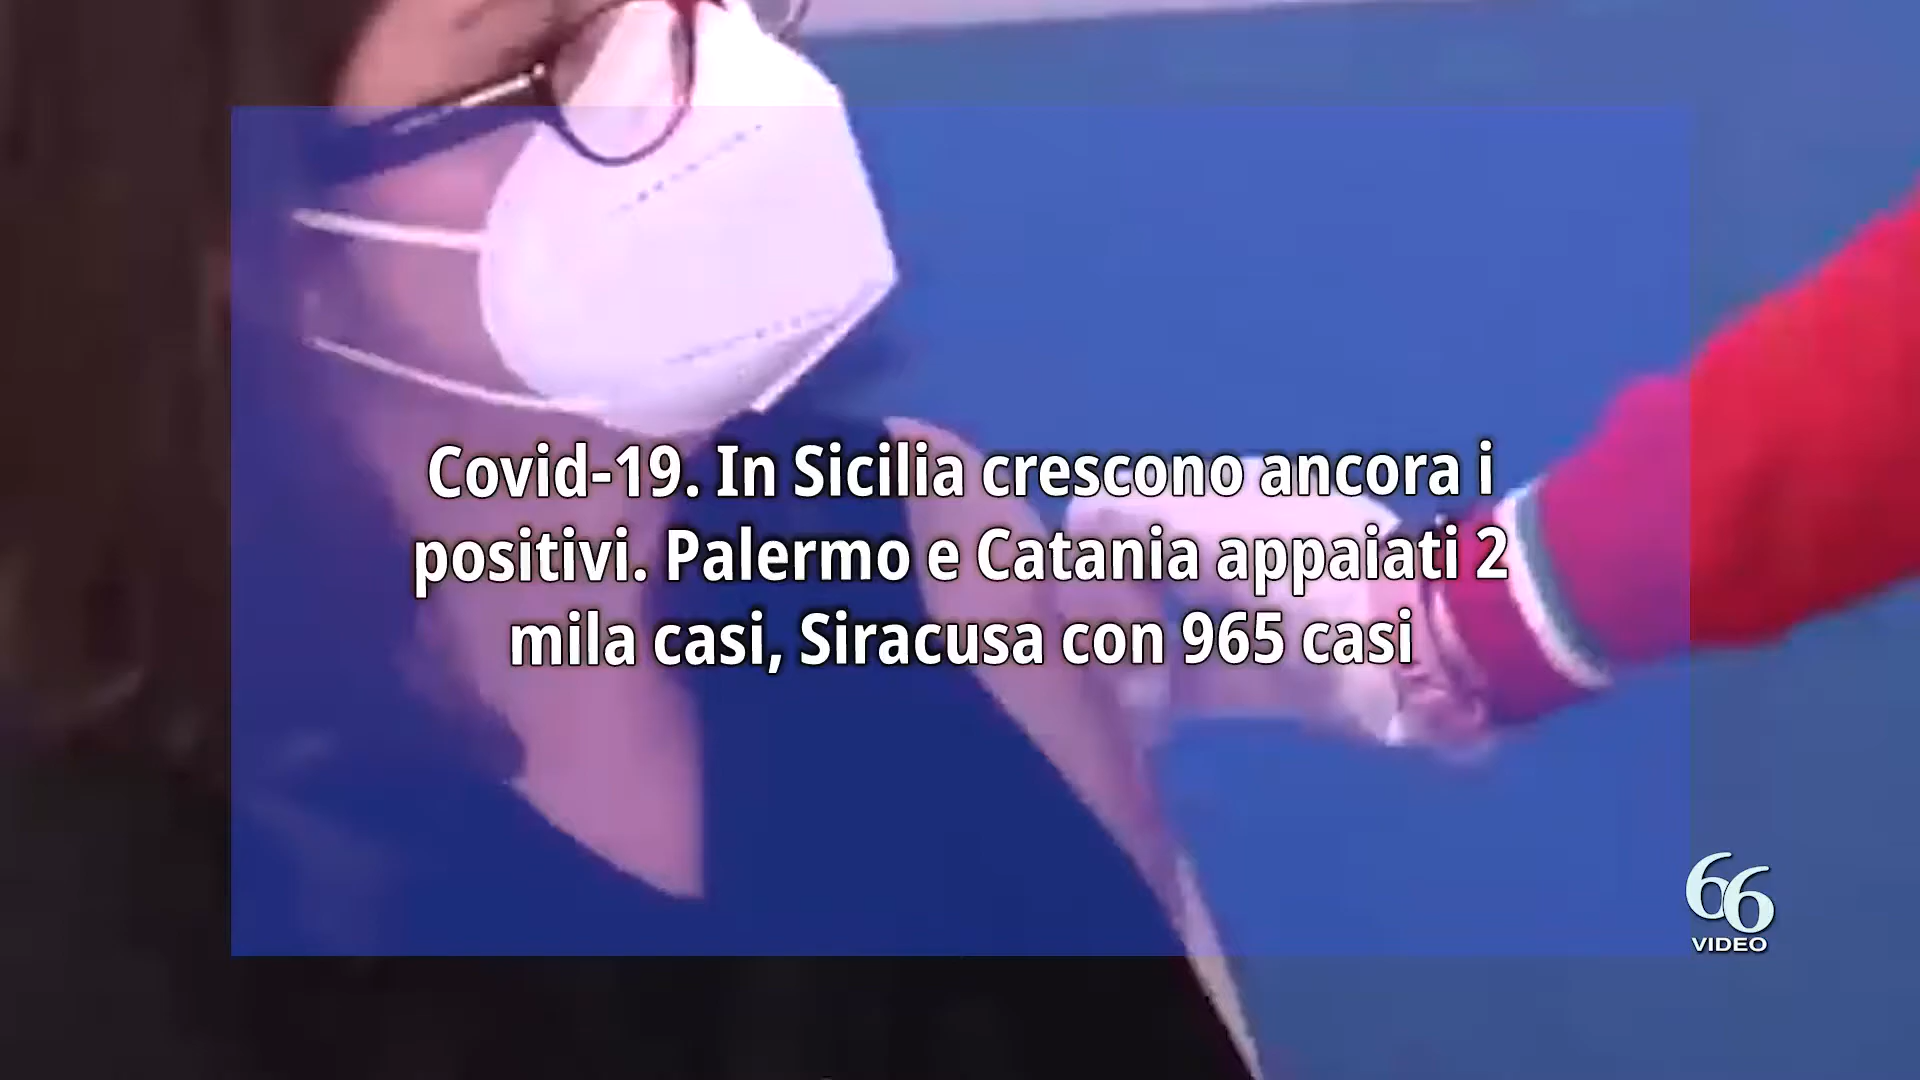 Covid-19. In Sicilia crescono ancora i
positivi. Palermo e Catania appaiati 2
mila casi, Siracusa con 965 casi
66
VIDEO